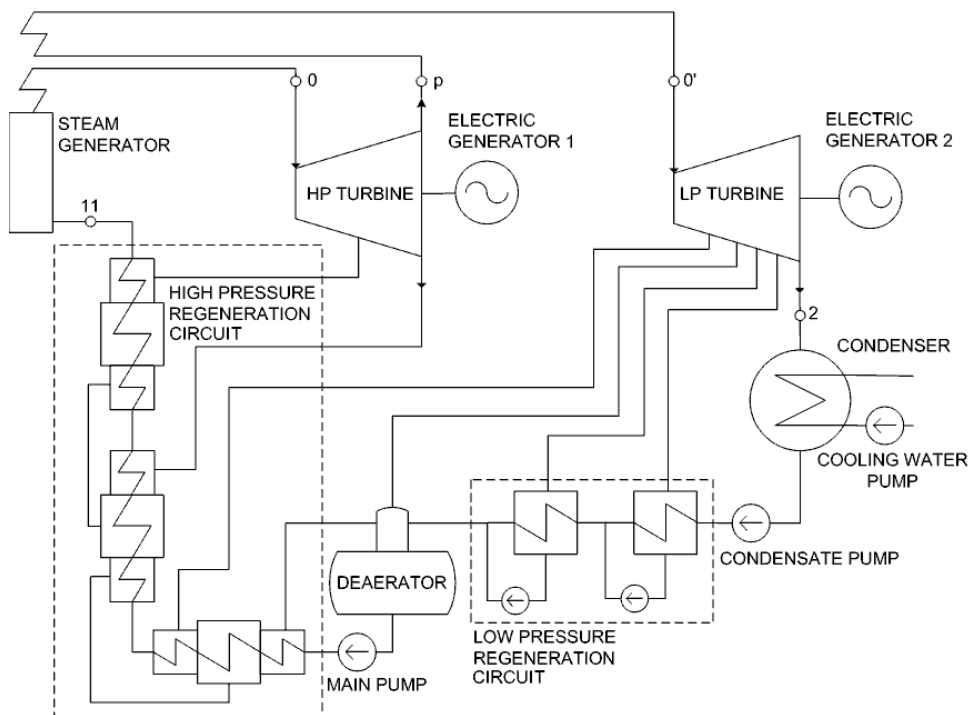 0
p
0'
STEAM
GENERATOR
ELECTRIC
GENERATOR 1
ELECTRIC
GENERATOR 2
HP TURBINE
LP TURBINE
11
HIGH PRESSURE
REGENERATION
CIRCUIT
2
CONDENSER
COOLING WATER
PUMP
CONDENSATE PUMP
DEAERATOR
LOW PRESSURE
REGENERATION
CIRCUIT
MAIN PUMP